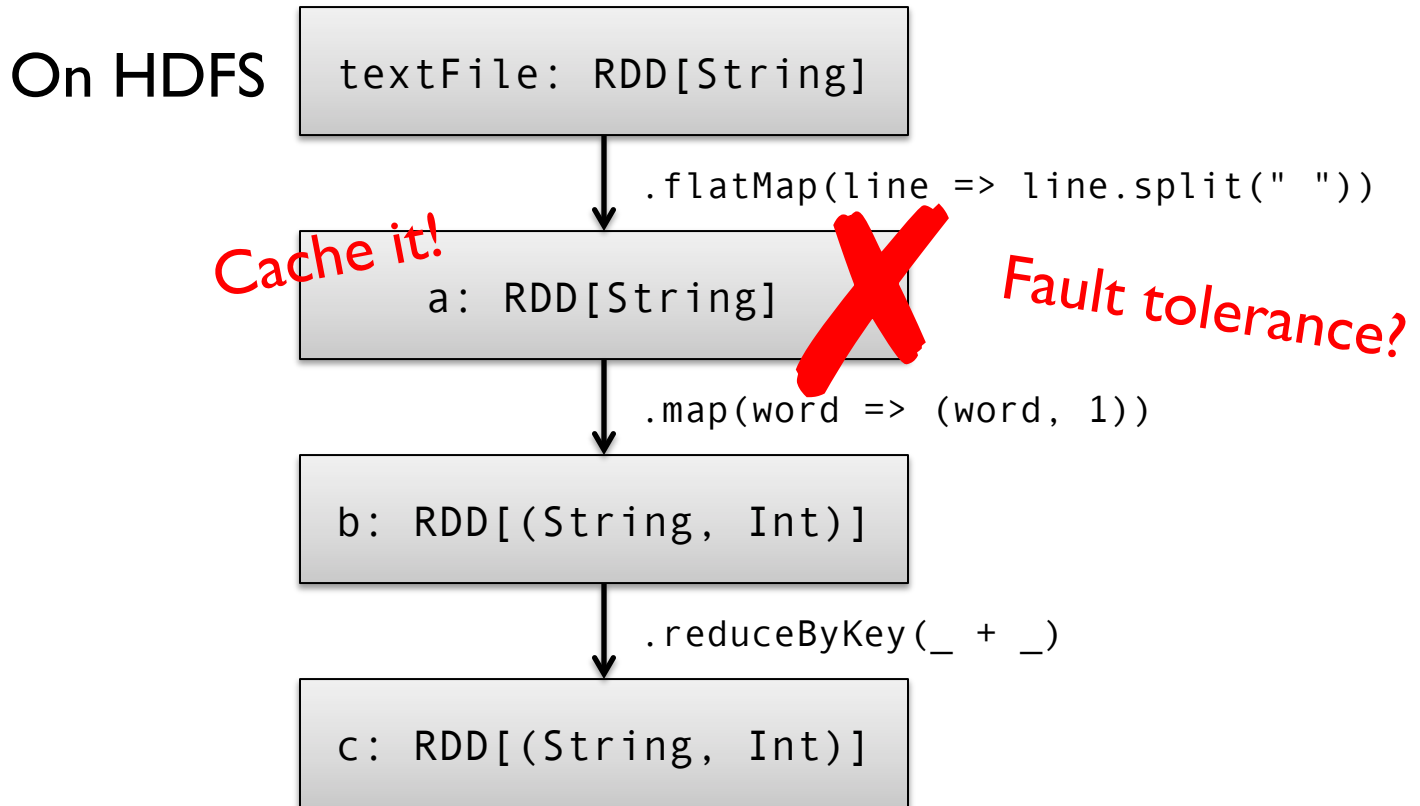 On HDFS
textFile: RDD[String]
.flatMap(line => line.split(" "))
Cache it!
a: RDD[String]
Fault tolerance?
.map(word => (word, 1))
b: RDD[(String, Int)]
.reduceByKey(_ + _)
c: RDD[(String, Int)]